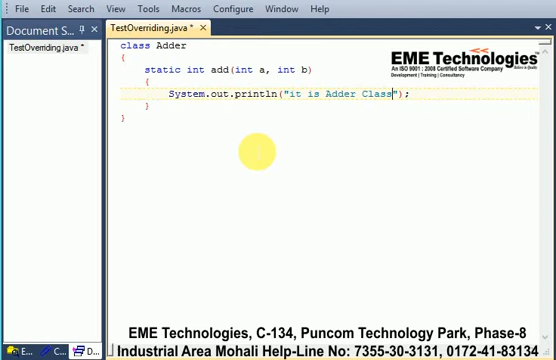 File Edit Search View Tools Macros Configure Window Help
Document S...
TestOverriding.java *
TestOverriding.java *
class Adder
{
static int add(int a, int b)
{
System.out.println("it is Adder Class");
}
}
EME Technologies
An ISO 9001 : 2008 Certified Software Company
Development | Training | Consultancy
EME Technologies, C-134, Puncom Technology Park, Phase-8
Industrial Area Mohali Help-Line No: 7355-30-3131, 0172-41-83134
E...
C...
D...